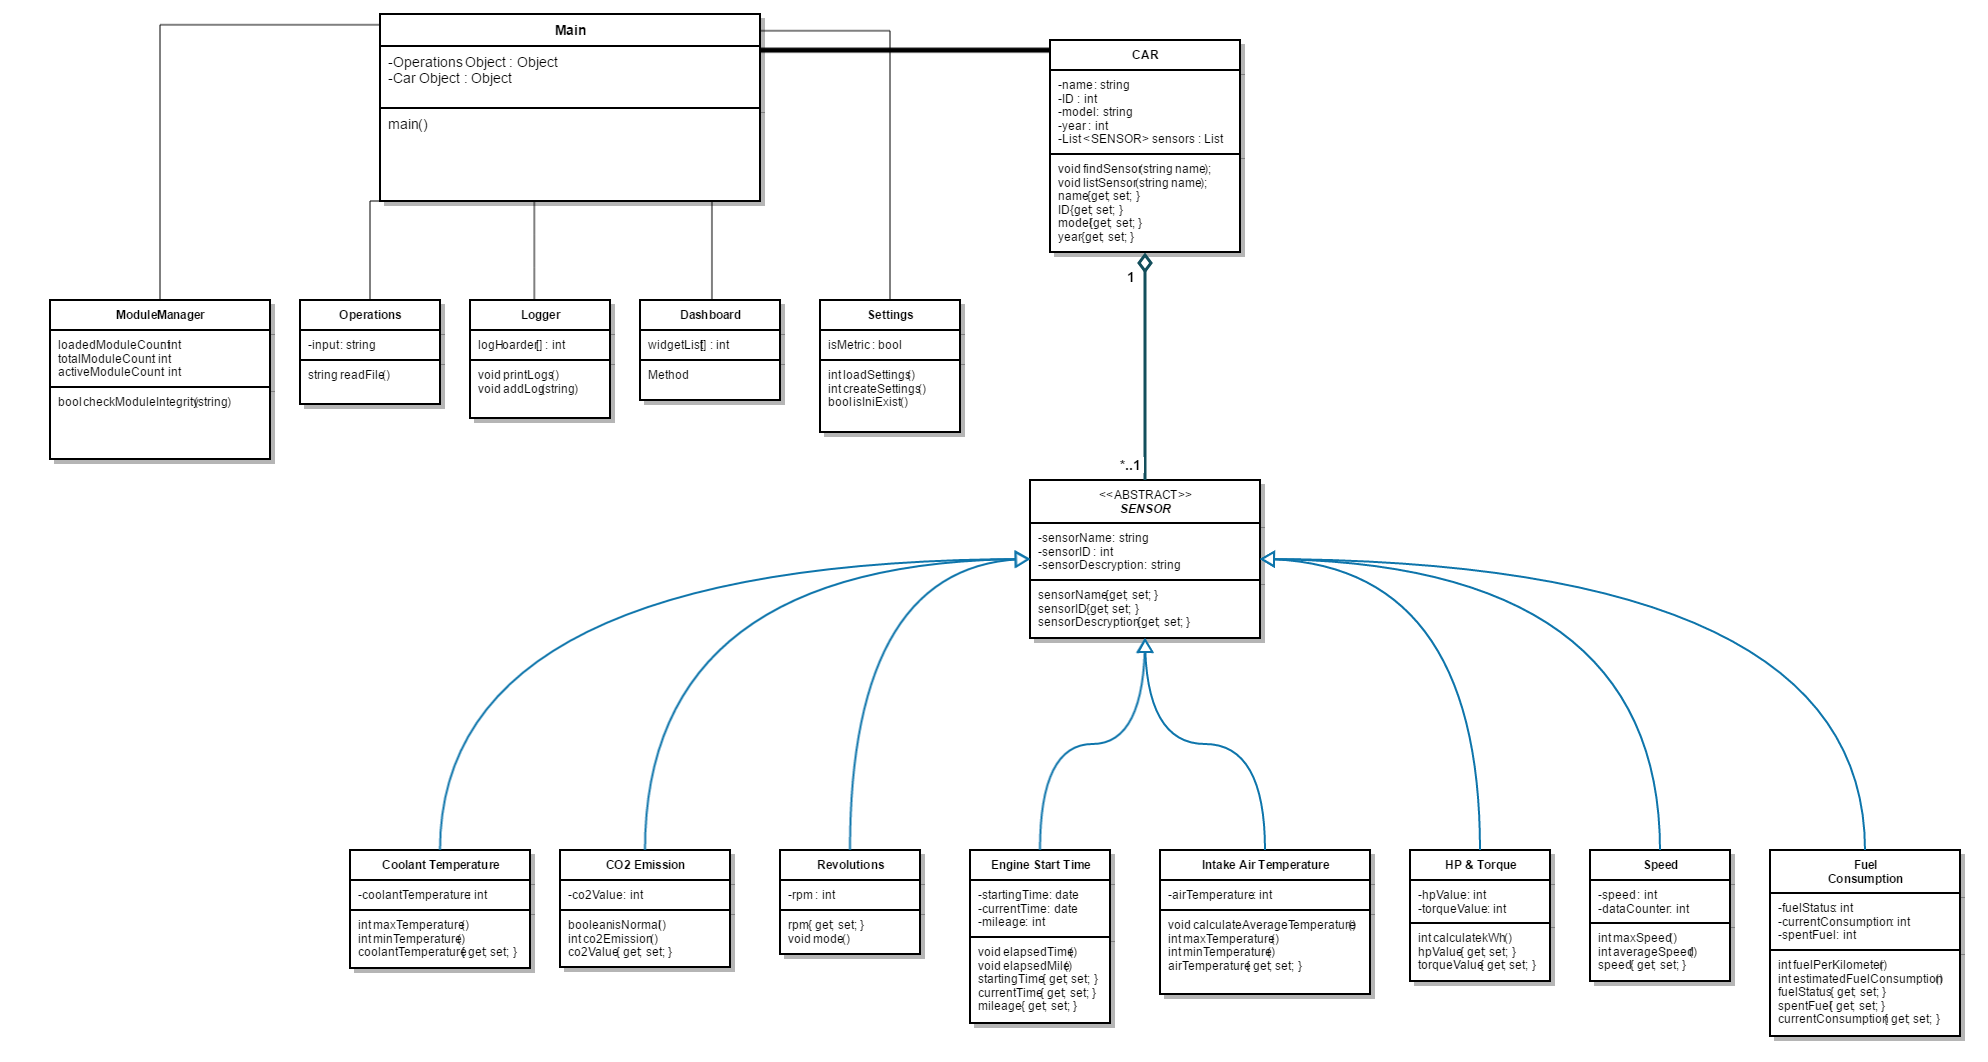 Main
-Operations Object : Object
-Car Object : Object
main()
CAR
-name : string
-ID : int
-model: string
-year : int
-List <SENSOR> sensors : List
void findSensor(string name);
void listSensor(string name);
name{get; set; }
ID{get; set; }
model{get; set; }
year{get; set; }
1
*..1
ModuleManager
loadedModuleCount int
totalModuleCount: int
activeModuleCount: int
bool checkModuleIntegrity(string)
Operations
-input: string
string readFile()
Logger
logHoarder[] : int
void printLogs()
void addLog(string)
Dashboard
widgetList[] : int
Method
Settings
isMetric : bool
int loadSettings()
int createSettings()
bool isIniExist()
<<ABSTRACT>>
SENSOR
-sensorName: string
-sensorID : int
-sensorDescryption: string
sensorName{get; set; }
sensorID{get; set; }
sensorDescryption{get; set; }
Coolant Temperature
-coolantTemperature: int
int maxTemperature()
int minTemperature()
coolantTemperature{ get; set; }
CO2 Emission
-co2Value: int
boolean isNormal()
int co2Emission()
co2Value{ get; set; }
Revolutions
-rpm : int
rpm{ get; set; }
void mode()
Engine Start Time
-startingTime: date
-currentTime: date
-mileage: int
void elapsedTime()
void elapsedMile()
startingTime{ get; set; }
currentTime{ get; set; }
mileage{ get; set; }
Intake Air Temperature
-airTemperature: int
void calculateAverageTemperature()
int maxTemperature()
int minTemperature()
airTemperature{ get; set; }
HP & Torque
-hpValue: int
-torqueValue: int
int calculatekWh()
hpValue{ get; set; }
torqueValue{ get; set; }
Speed
-speed : int
-dataCounter: int
int maxSpeed()
int averageSpeed()
speed{ get; set; }
Fuel
Consumption
-fuelStatus: int
-currentConsumption: int
-spentFuel: int
int fuelPerKilometer()
int estimatedFuelConsumption()
fuelStatus{ get; set; }
spentFuel{ get; set; }
currentConsumption{ get; set; }